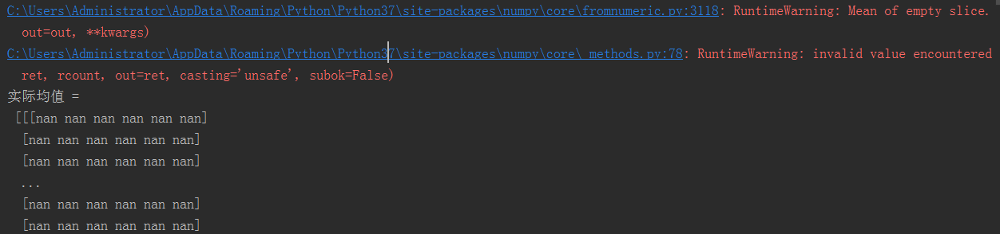 C:\Users\Administrator\AppData\Roaming\Python\Python37\site-packages\numpy\core\fromnumeric.py:3118: RuntimeWarning: Mean of empty slice.
out=out, **kwargs)
C:\Users\Administrator\AppData\Roaming\Python\Python37\site-packages\numpy\core\_methods.py:78: RuntimeWarning: invalid value encountered
ret, rcount, out=ret, casting='unsafe', subok=False)
实际均值 =
[[[nan nan nan nan nan nan]
[nan nan nan nan nan nan]
[nan nan nan nan nan nan]
...
[nan nan nan nan nan nan]
[nan nan nan nan nan nan]